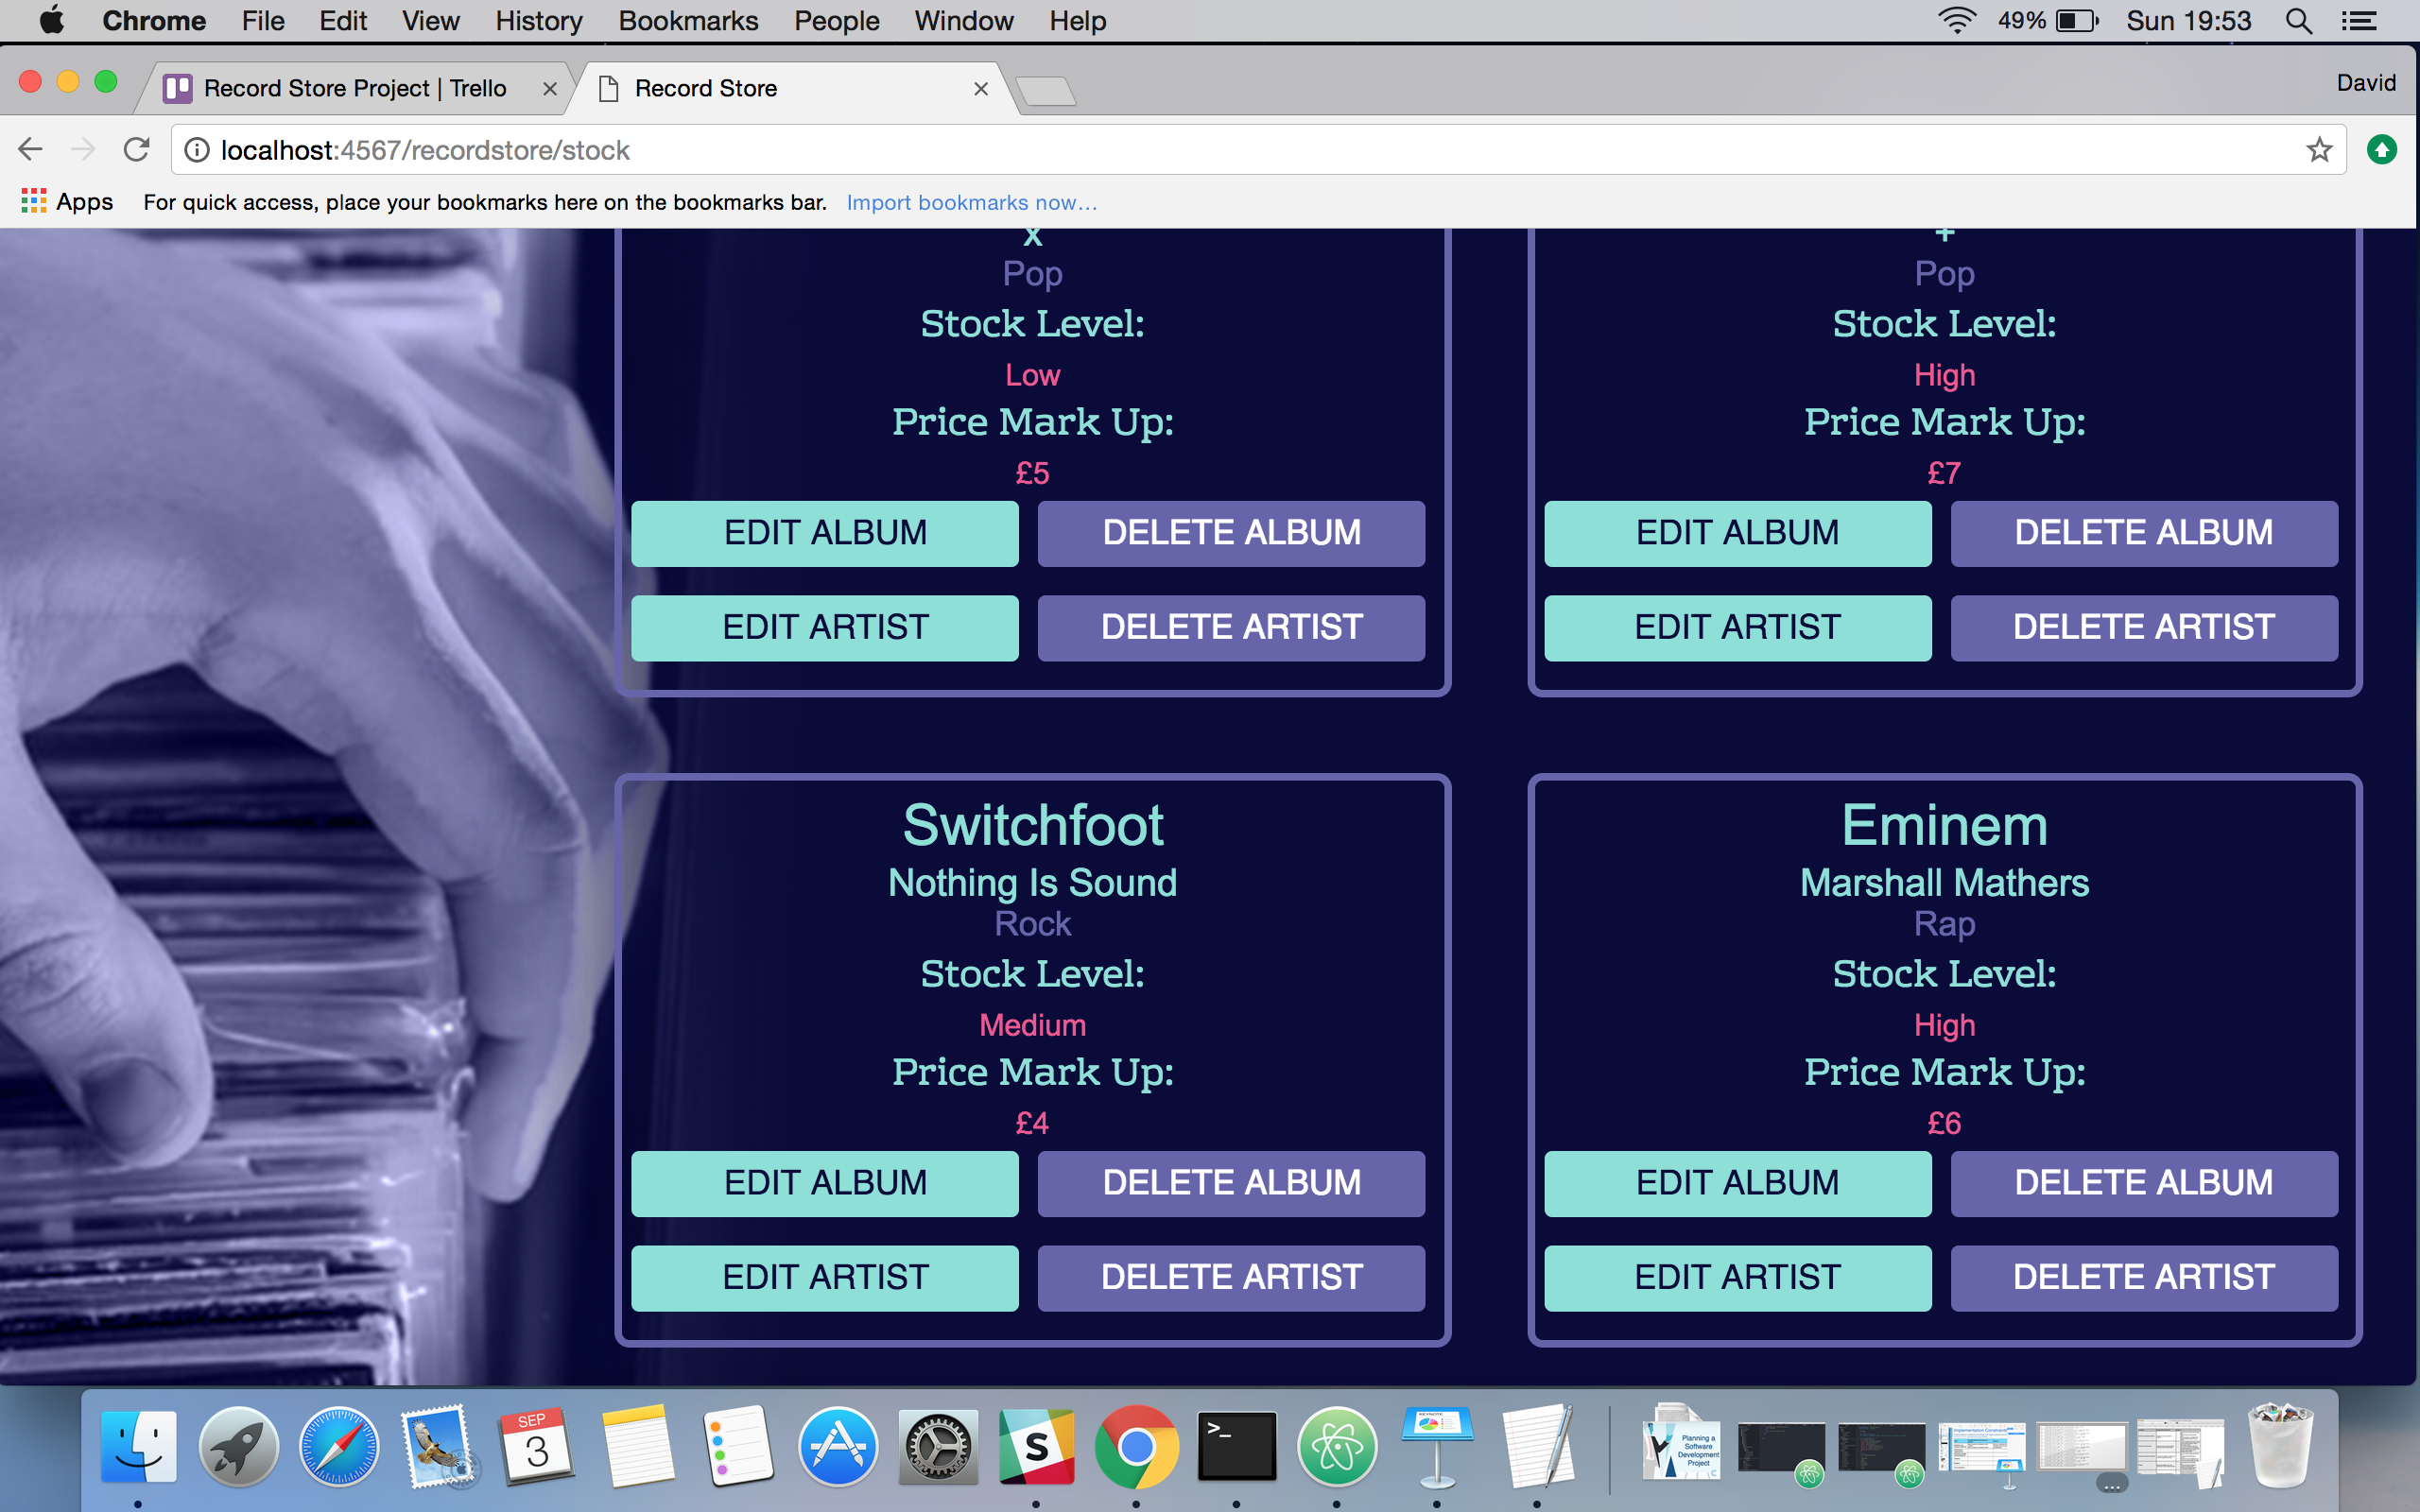 Chrome File Edit View History Bookmarks People Window Help 49% Sun 19:53
Record Store Project | Trello Record Store David
localhost:4567/recordstore/stock
Apps For quick access, place your bookmarks here on the bookmarks bar. Import bookmarks now...
x
Pop
Stock Level:
Low
Price Mark Up:
£5
EDIT ALBUM DELETE ALBUM
EDIT ARTIST DELETE ARTIST
+
Pop
Stock Level:
High
Price Mark Up:
£7
EDIT ALBUM DELETE ALBUM
EDIT ARTIST DELETE ARTIST
Switchfoot
Nothing Is Sound
Rock
Stock Level:
Medium
Price Mark Up:
£4
EDIT ALBUM DELETE ALBUM
EDIT ARTIST DELETE ARTIST
Eminem
Marshall Mathers
Rap
Stock Level:
High
Price Mark Up:
£6
EDIT ALBUM DELETE ALBUM
EDIT ARTIST DELETE ARTIST
SEP
3
S
>_
Planning a
Software
Development
Project